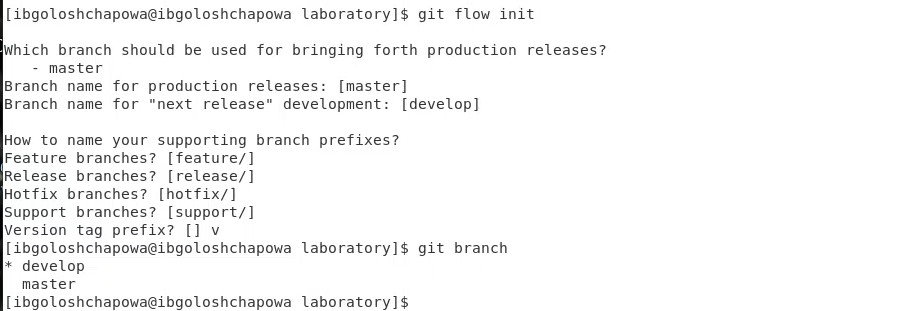 [ibgoloshchapowa@ibgoloshchapowa laboratory]$ git flow init
Which branch should be used for bringing forth production releases?
   - master
Branch name for production releases: [master]
Branch name for "next release" development: [develop]
How to name your supporting branch prefixes?
Feature branches? [feature/]
Release branches? [release/]
Hotfix branches? [hotfix/]
Support branches? [support/]
Version tag prefix? [] v
[ibgoloshchapowa@ibgoloshchapowa laboratory]$ git branch
* develop
  master
[ibgoloshchapowa@ibgoloshchapowa laboratory]$